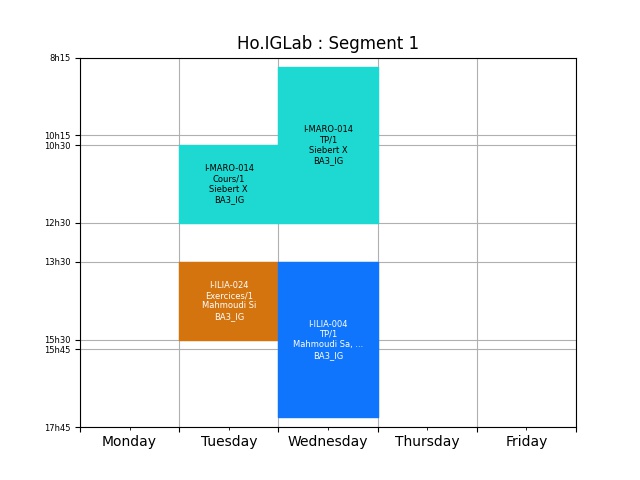 Ho.IGLab : Segment 1
8h15
10h15
10h30
12h30
13h30
15h30
15h45
17h45
I-MARO-014
Cours/1
Siebert X
BA3_IG
I-MARO-014
TP/1
Siebert X
BA3_IG
I-ILIA-024
Exercices/1
Mahmoudi Si
BA3_IG
I-ILIA-004
TP/1
Mahmoudi Sa, ...
BA3_IG
Monday
Tuesday
Wednesday
Thursday
Friday